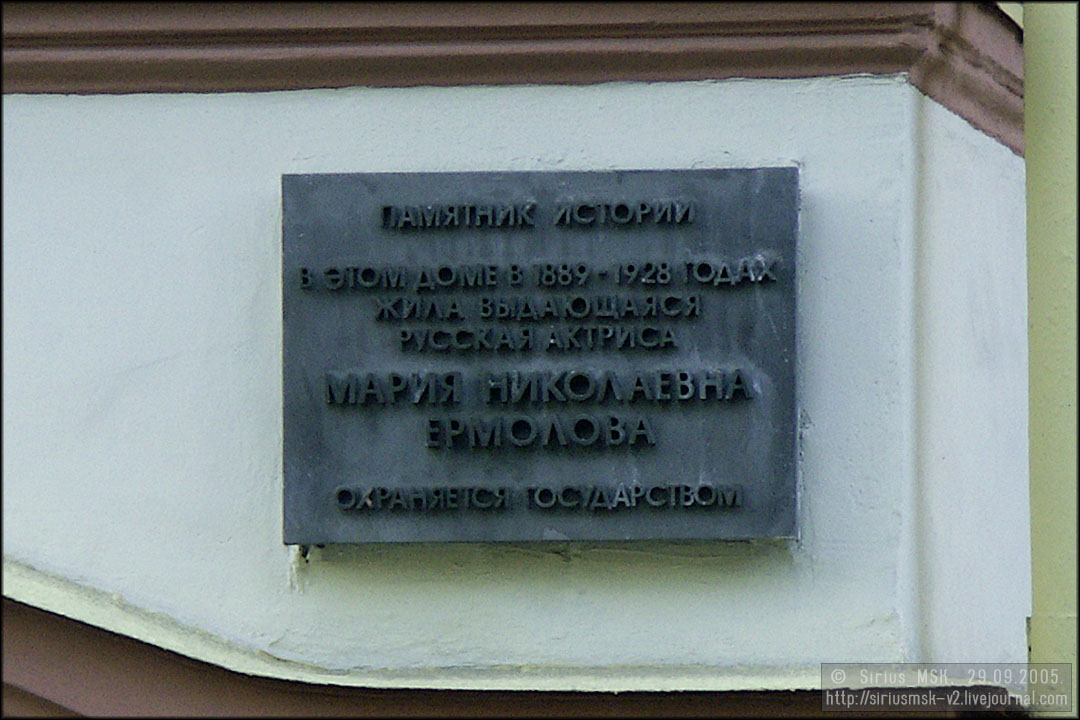 ПАМЯТНИК ИСТОРИИ
В ЭТОМ ДОМЕ В 1889-1928 ГОДАХ
ЖИЛА ВЫДАЮЩАЯСЯ
РУССКАЯ АКТРИСА
МАРИЯ НИКОЛАЕВНА
ЕРМОЛОВА
ОХРАНЯЕТСЯ ГОСУДАРСТВОМ
© Sirius_MSK, 29.09.2005.
http://siriusmsk-v2.livejournal.com